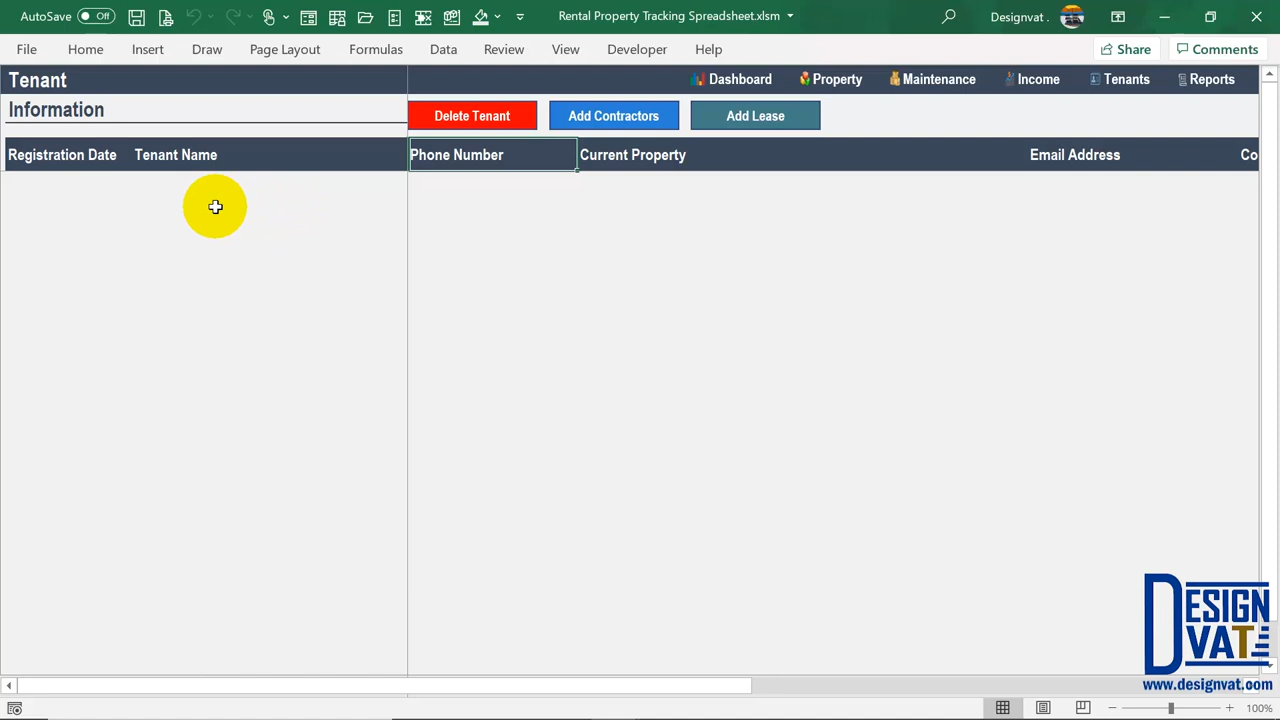 AutoSave Off Rental Property Tracking Spreadsheet.xlsm Designvat .
File Home Insert Draw Page Layout Formulas Data Review View Developer Help Share Comments
Tenant
Dashboard Property Maintenance Income Tenants Reports
Information
Delete Tenant Add Contractors Add Lease
Registration Date Tenant Name Phone Number Current Property Email Address Co
DESIGN
VAT
www.designvat.com
100%